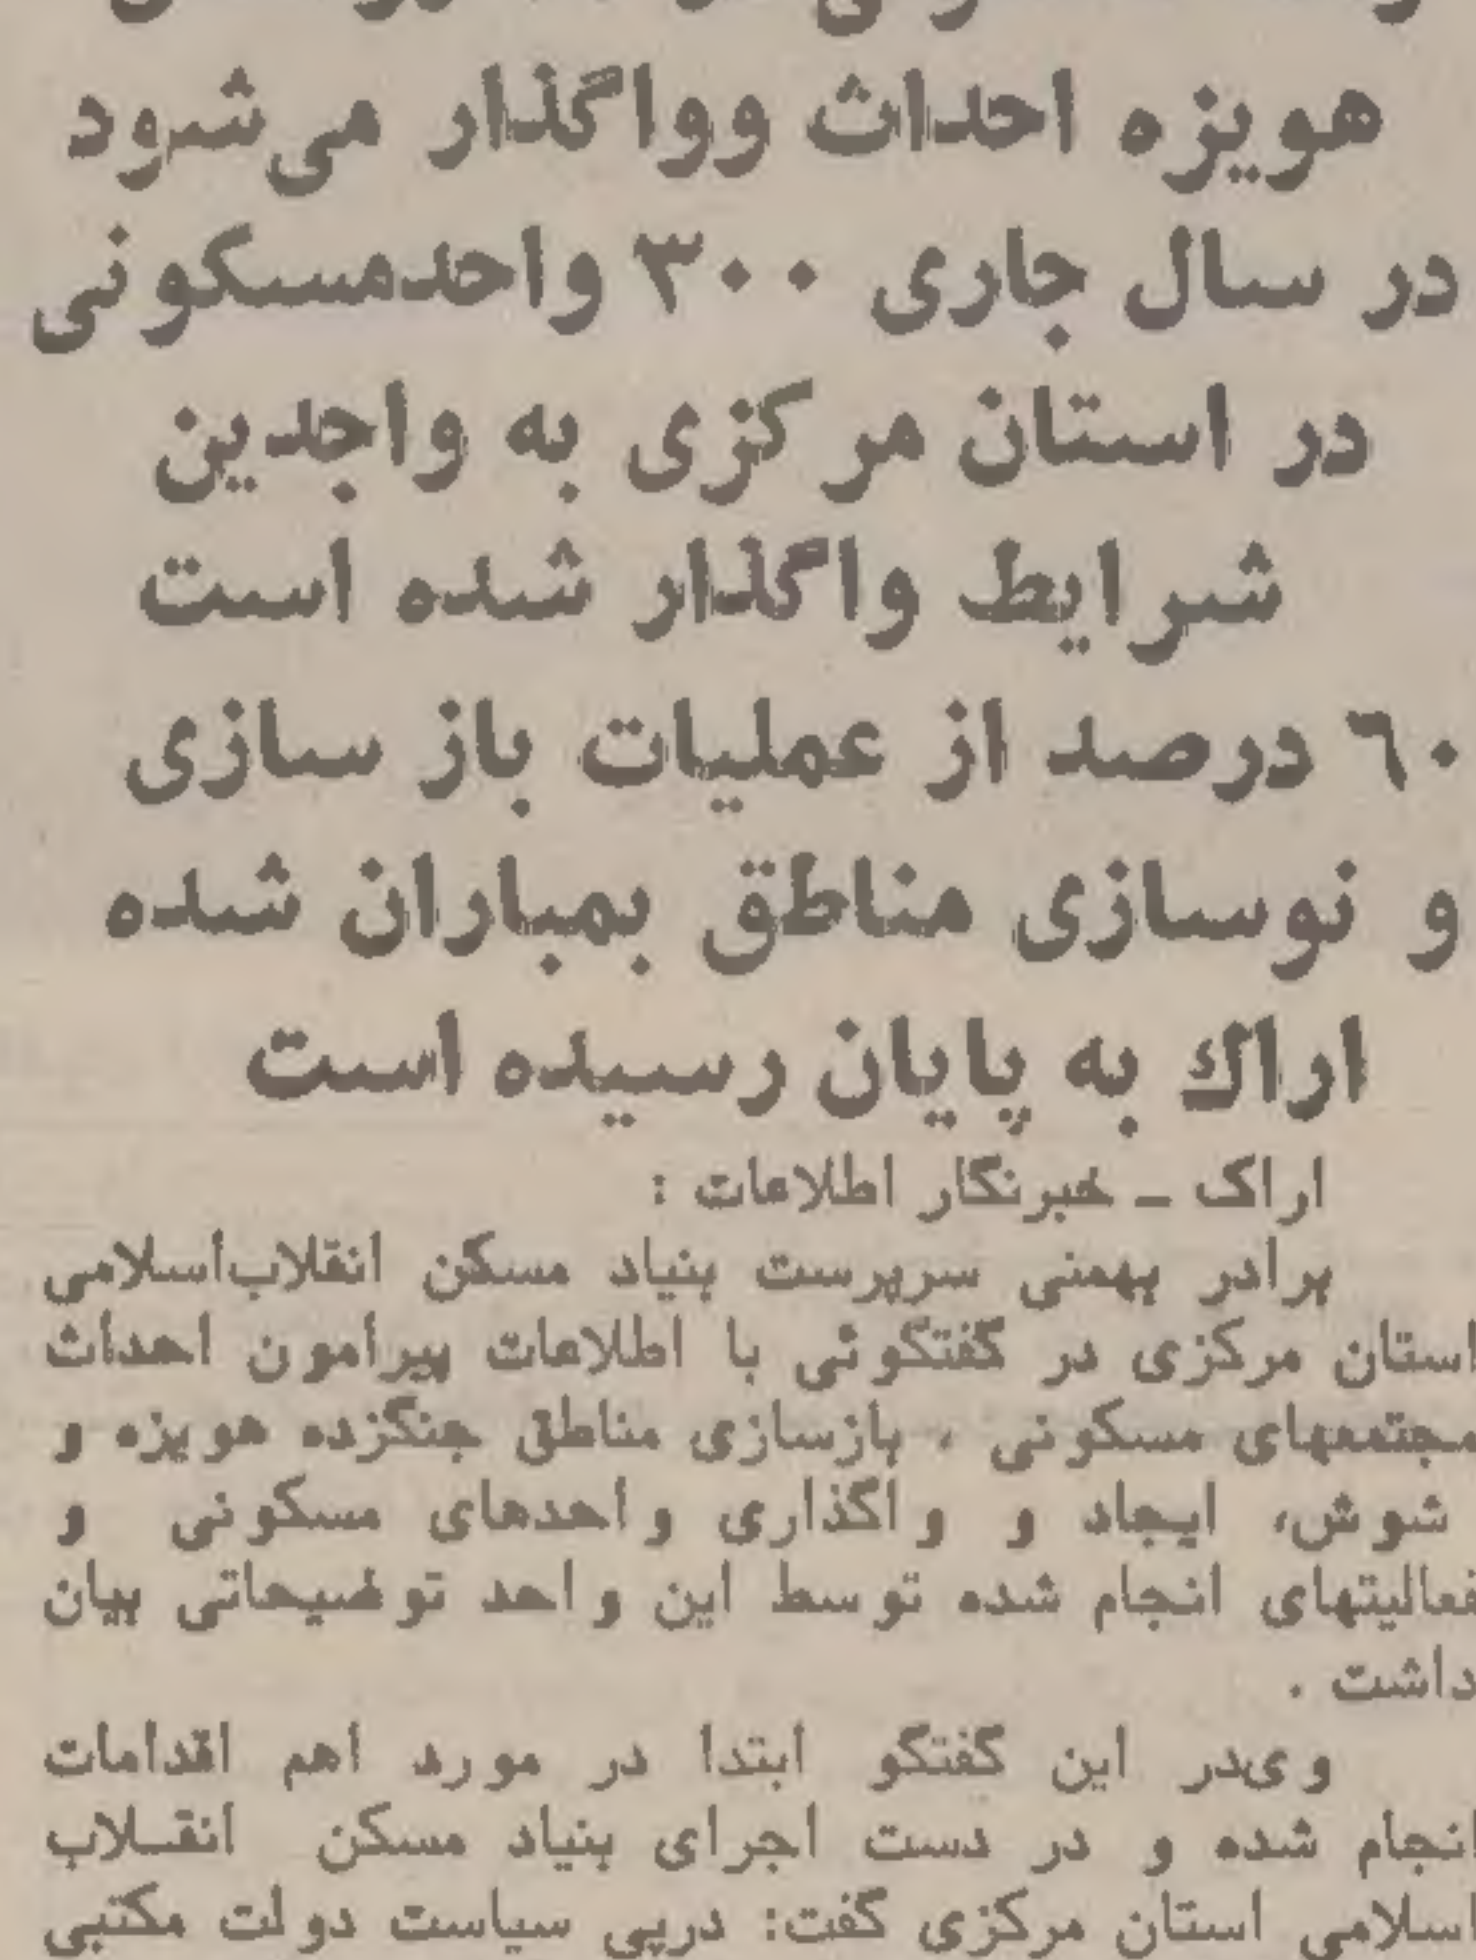 هویزه احداث وواگذار می‌شود
در سال جاری ۳۰۰ واحدمسکونی
در استان مرکزی به واجدین
شرایط واگذار شده است
٦٠ درصد از عملیات باز سازی
و نوسازی مناطق بمباران شده
اراك به پایان رسیده است
اراک ــ خبرنگار اطلاعات :
برادر بهمنی سرپرست بنیاد مسکن انقلاب‌اسلامی
استان مرکزی در گفتگوئی با اطلاعات پیرامون احداث
مجتمعهای مسکونی ، بازسازی مناطق جنگزده هویزه و
شوش، ایجاد و واگذاری واحدهای مسکونی و
فعالیتهای انجام شده توسط این واحد توضیحاتی بیان
داشت .
وی‌در این گفتگو ابتدا در مورد اهم اقدامات
انجام شده و در دست اجرای بنیاد مسکن انقــلاب
اسلامی استان مرکزی گفت: درپی سیاست دولت مکتبی